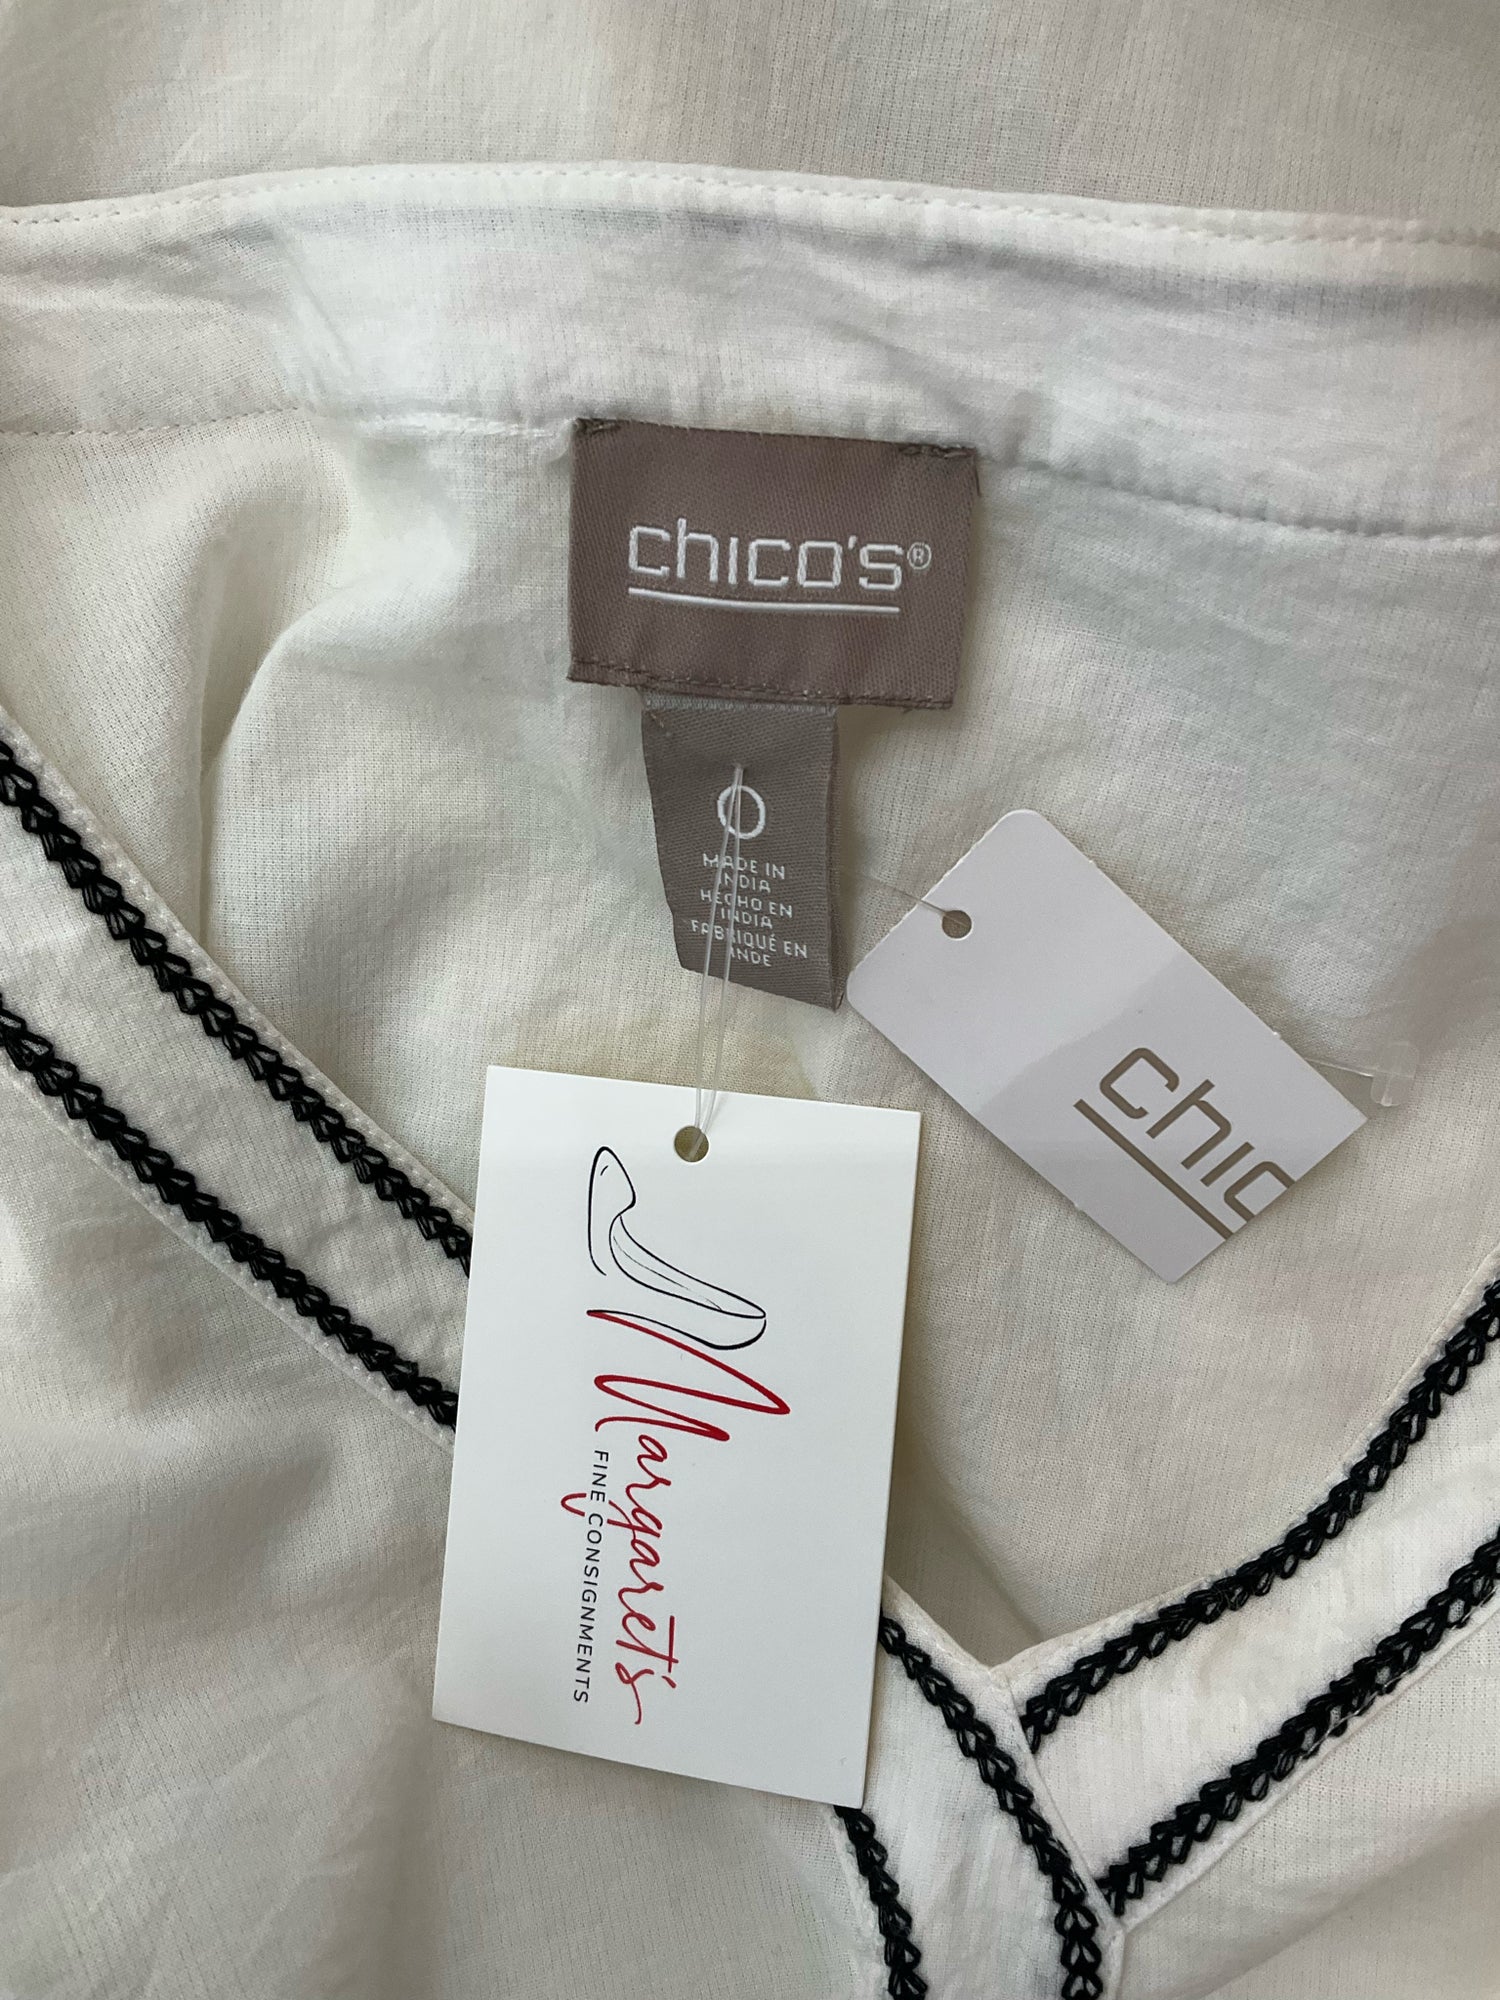 chico's®
0
MADE IN
INDIA
HECHO EN
INDIA
FABRIQUÉ EN
INDE
chic
Margaret's
FINE CONSIGNMENTS